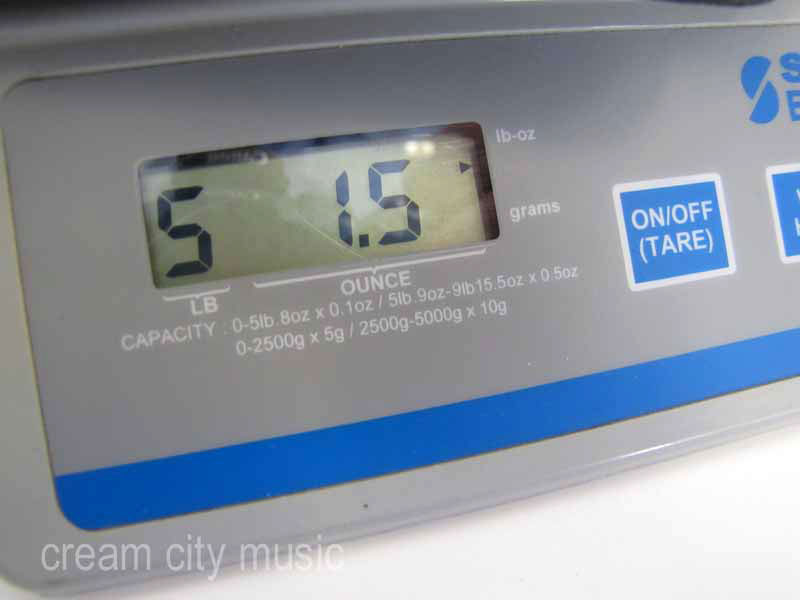 lb-oz
5 1.5
grams
LB
OUNCE
CAPACITY : 0-5lb.8oz x 0.1oz / 5lb.9oz-9lb15.5oz x 0.5oz
0-2500g x 5g / 2500g-5000g x 10g
ON/OFF
(TARE)
cream city music